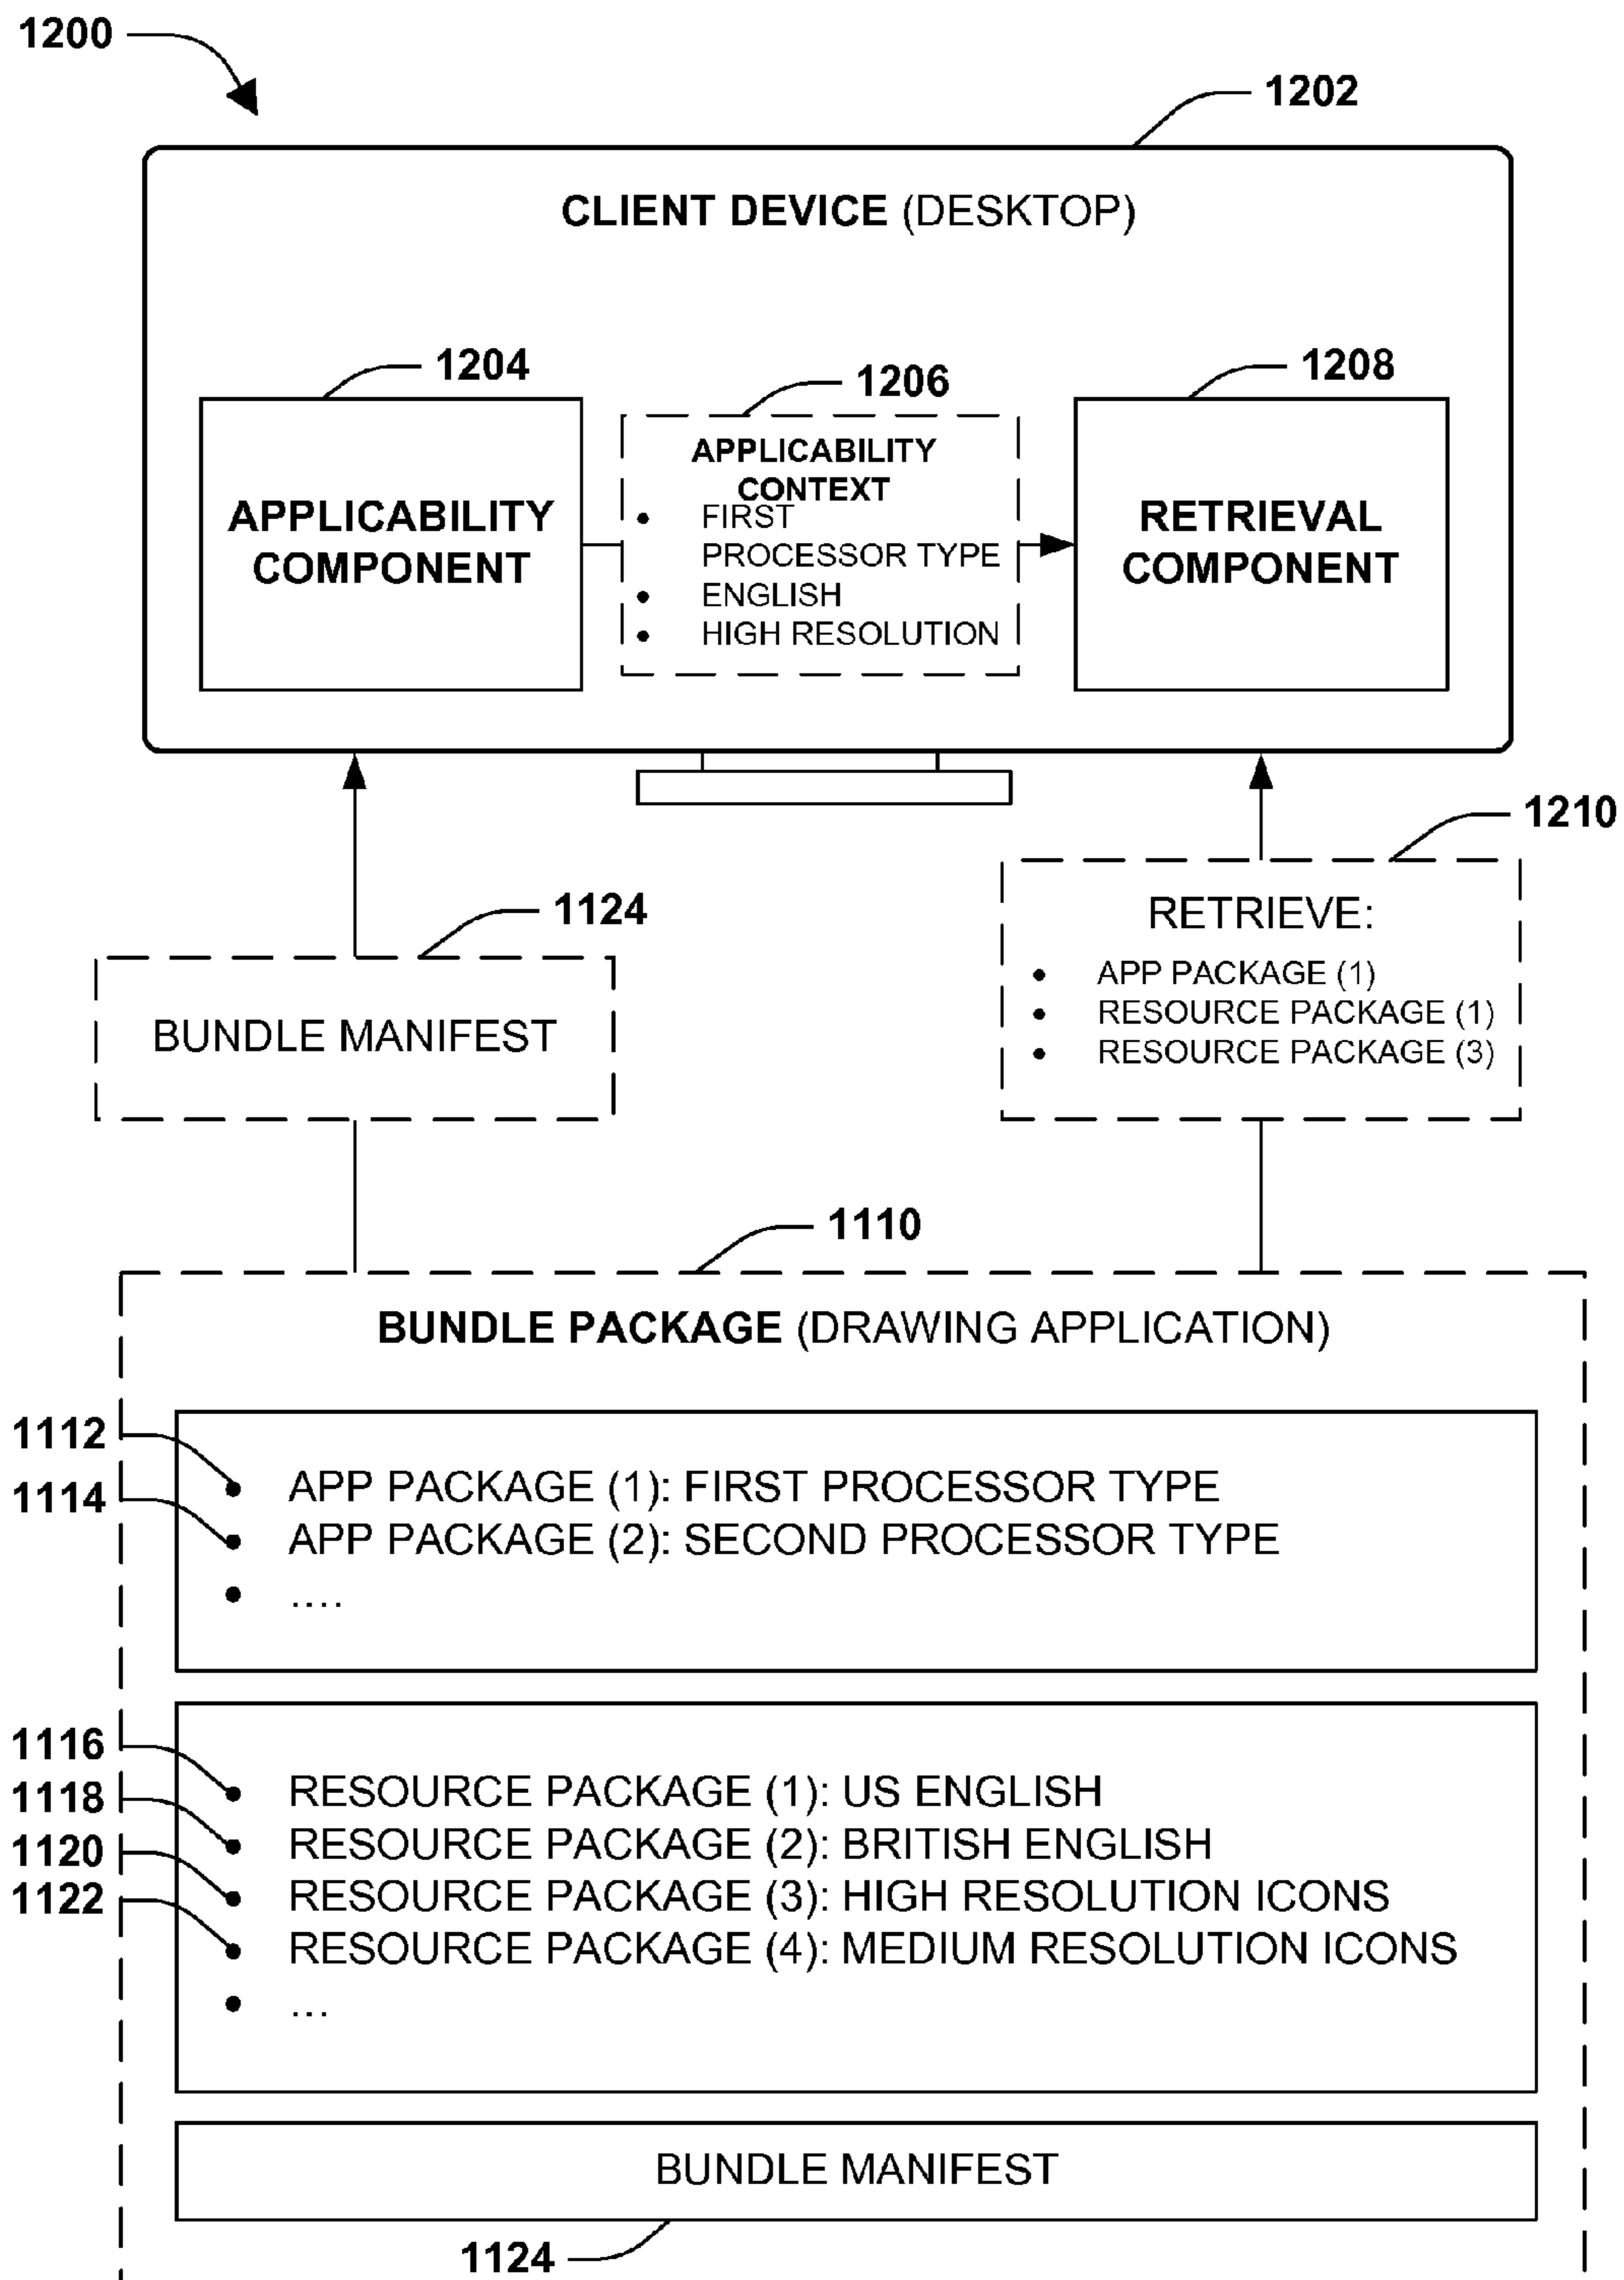 1200
1202
CLIENT DEVICE (DESKTOP)
1204
1206
1208
APPLICABILITY
COMPONENT
APPLICABILITY
CONTEXT
• FIRST
PROCESSOR TYPE
• ENGLISH
• HIGH RESOLUTION
RETRIEVAL
COMPONENT
1210
1124
BUNDLE MANIFEST
RETRIEVE:
• APP PACKAGE (1)
• RESOURCE PACKAGE (1)
• RESOURCE PACKAGE (3)
1110
BUNDLE PACKAGE (DRAWING APPLICATION)
1112
• APP PACKAGE (1): FIRST PROCESSOR TYPE
1114
• APP PACKAGE (2): SECOND PROCESSOR TYPE
• ....
1116
• RESOURCE PACKAGE (1): US ENGLISH
1118
• RESOURCE PACKAGE (2): BRITISH ENGLISH
1120
• RESOURCE PACKAGE (3): HIGH RESOLUTION ICONS
1122
• RESOURCE PACKAGE (4): MEDIUM RESOLUTION ICONS
• ...
BUNDLE MANIFEST
1124